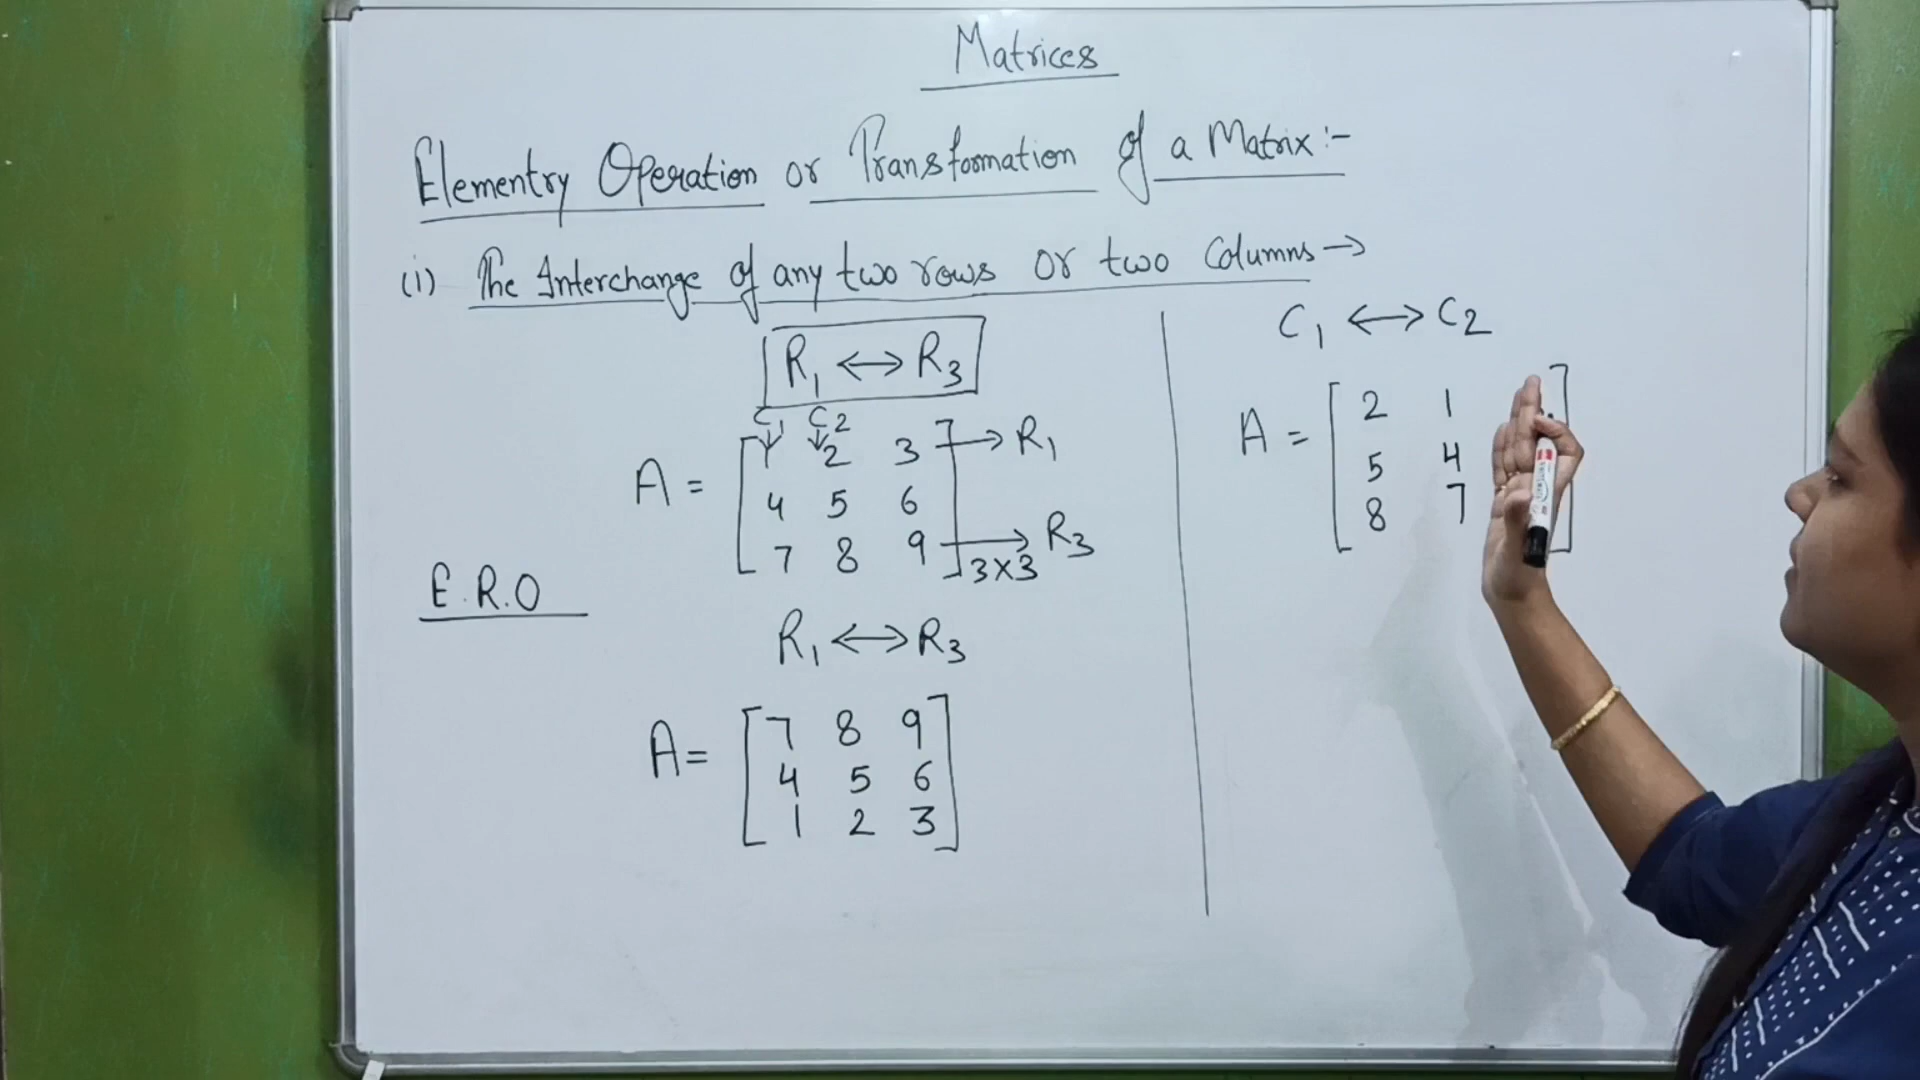 Matrices
Elementry Operation or Transformation of a Matrix:-
(i) The Interchange of any two rows or two Columns →
R1 ↔ R3
C1 C2
A = [ 1 2 3 → R1
4 5 6
7 8 9 ]3×3 → R3
E.R.O
R1 ↔ R3
A = [ 7 8 9
4 5 6
1 2 3 ]
C1 ↔ C2
A = [ 2 1
5 4
8 7 ]